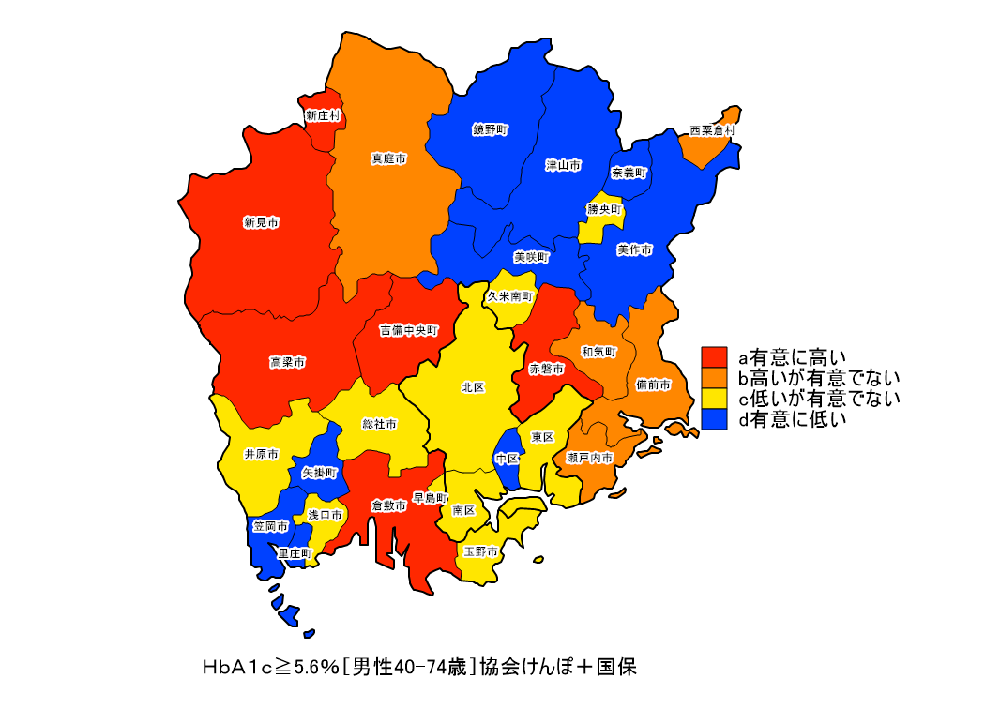 新庄村
鏡野町
西粟倉村
真庭市
津山市
奈義町
勝央町
新見市
美作市
美咲町
久米南町
吉備中央町
和気町
高梁市
赤磐市
備前市
北区
総社市
東区
井原市
中区
瀬戸内市
矢掛町
早島町
倉敷市
南区
浅口市
笠岡市
里庄町
玉野市
a有意に高い
b高いが有意でない
c低いが有意でない
d有意に低い
HbA1c≧5.6%[男性40-74歳]協会けんぽ+国保